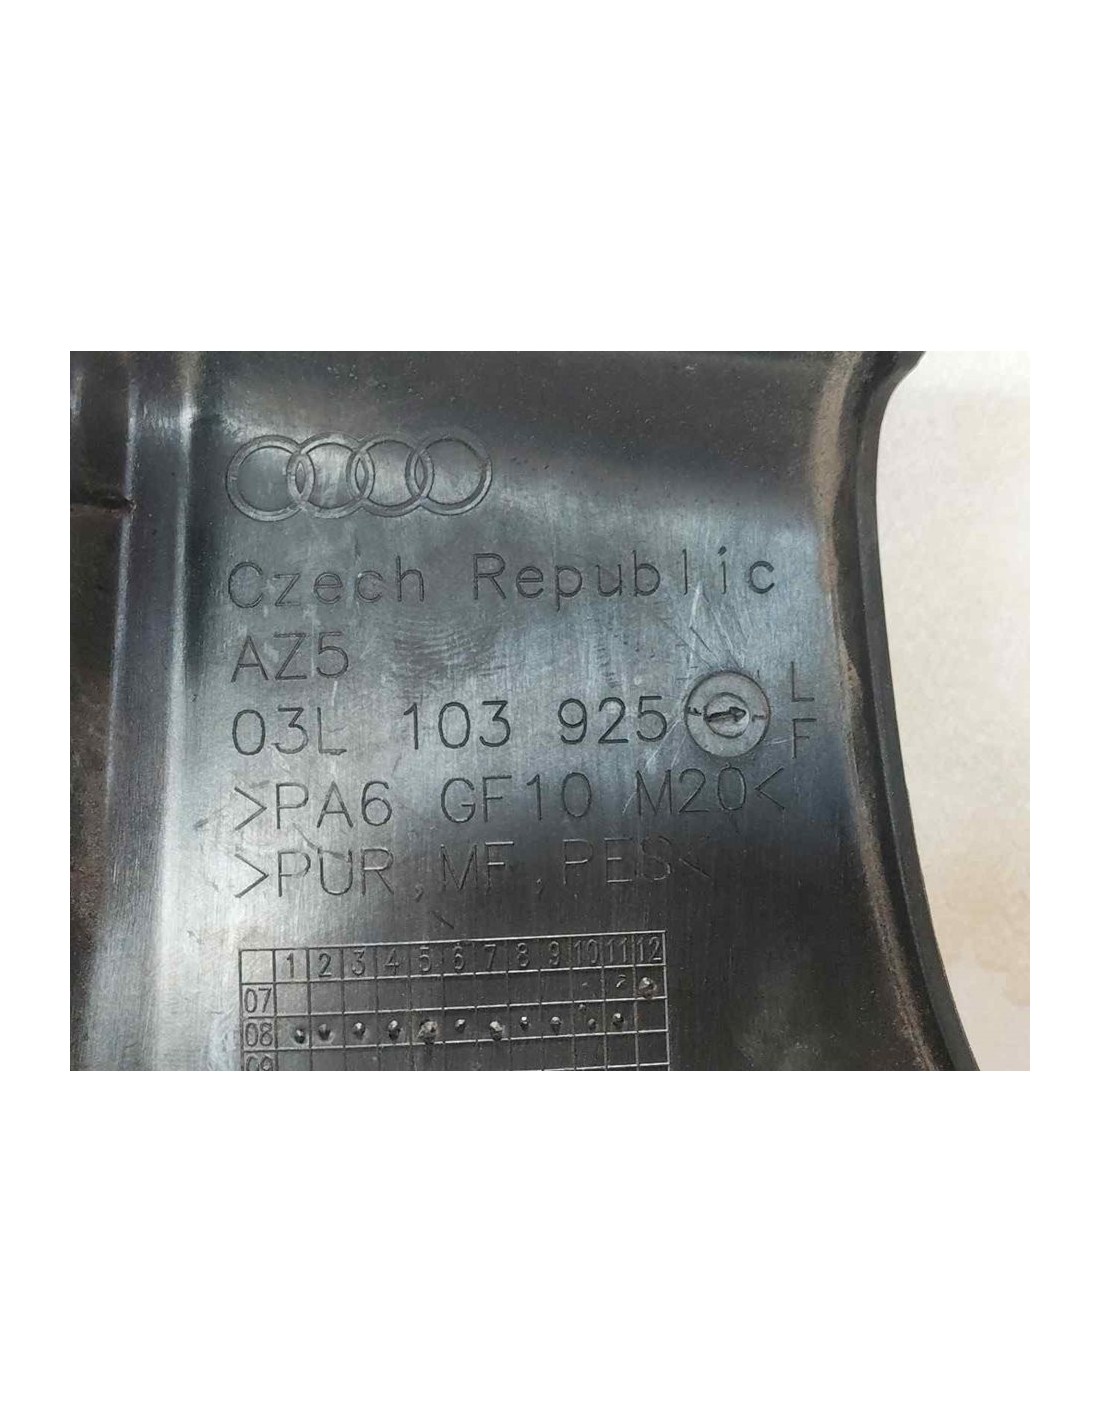 Czech Republic
AZ5
03L 103 925 L
F
>PA6 GF10 M20<
>PUR,MF,PES<
1 2 3 4 5 6 7 8 9 10 11 12
07
08
09